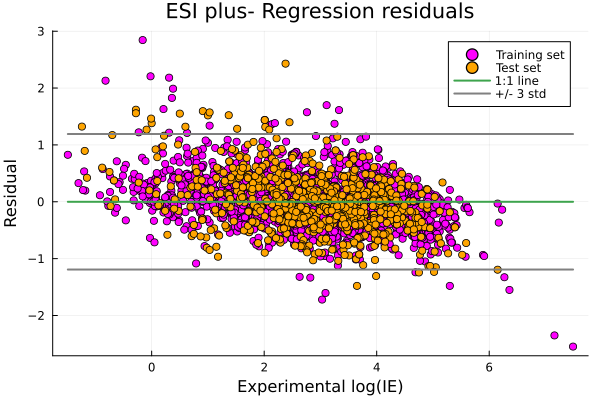 ESI plus- Regression residuals
Training set
Test set
1:1 line
+/- 3 std
Residual
3
2
1
0
−1
−2
0
2
4
6
Experimental log(IE)